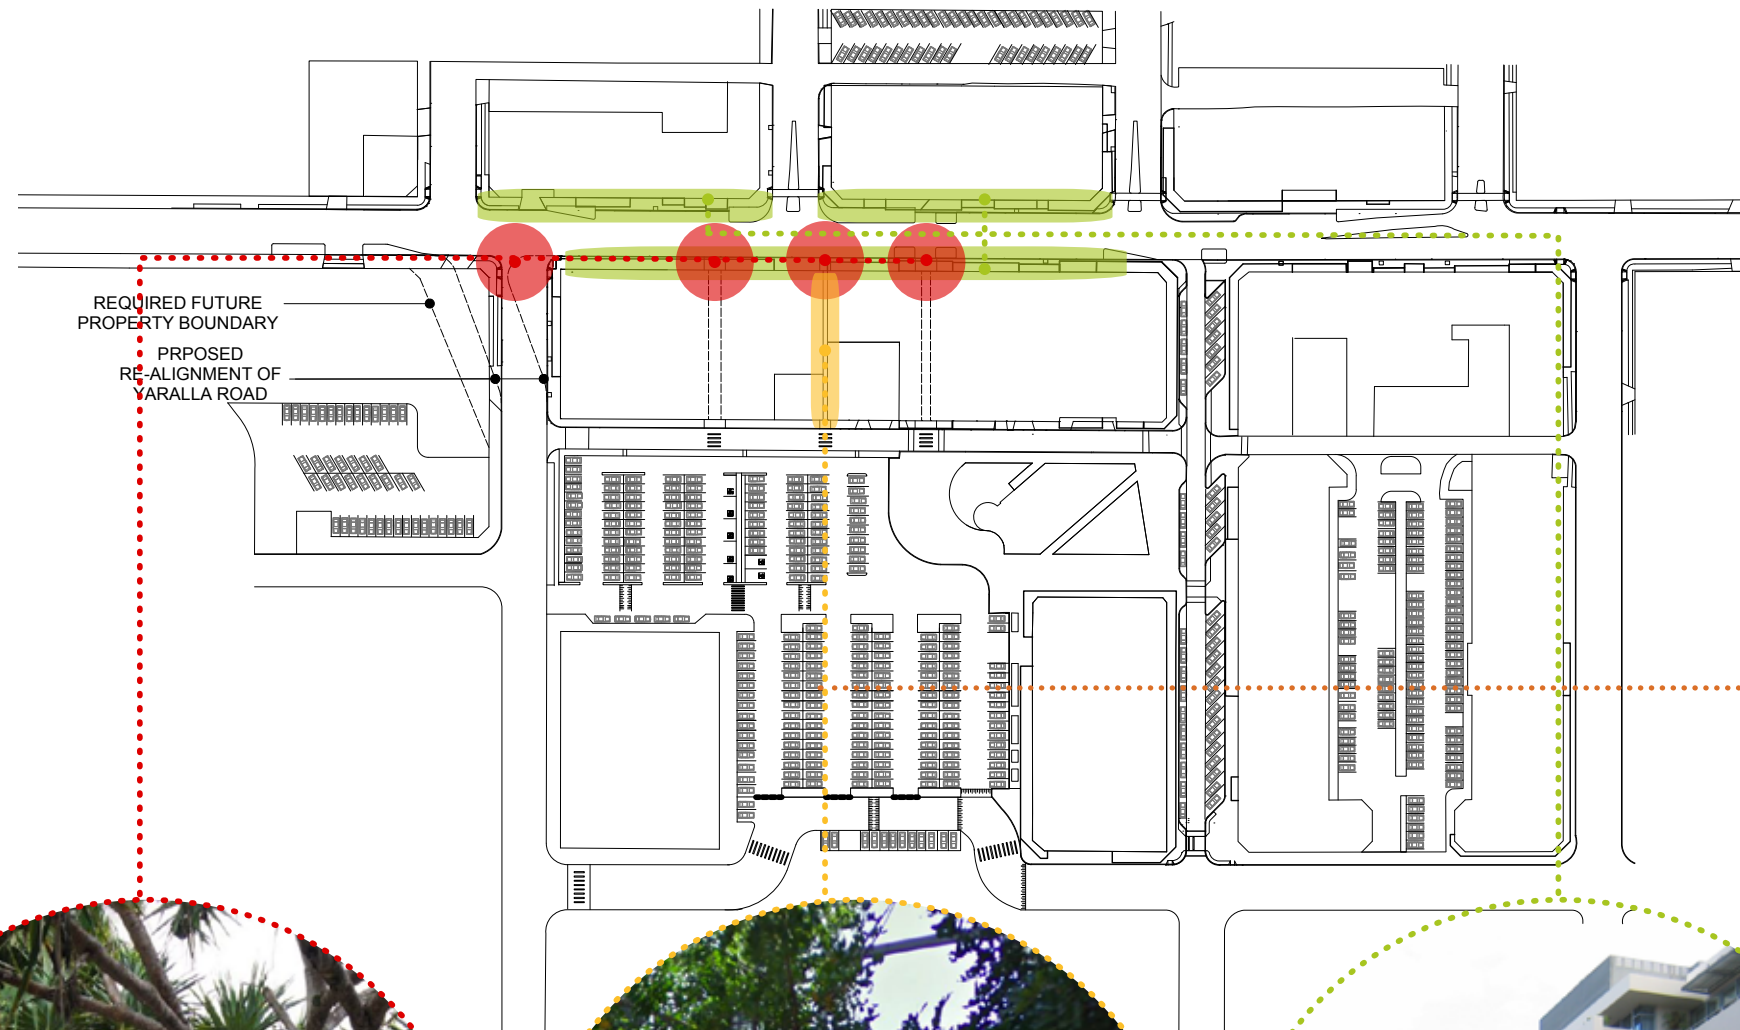 REQUIRED FUTURE
PROPERTY BOUNDARY
PRPOSED
RE-ALIGNMENT OF
YARALLA ROAD